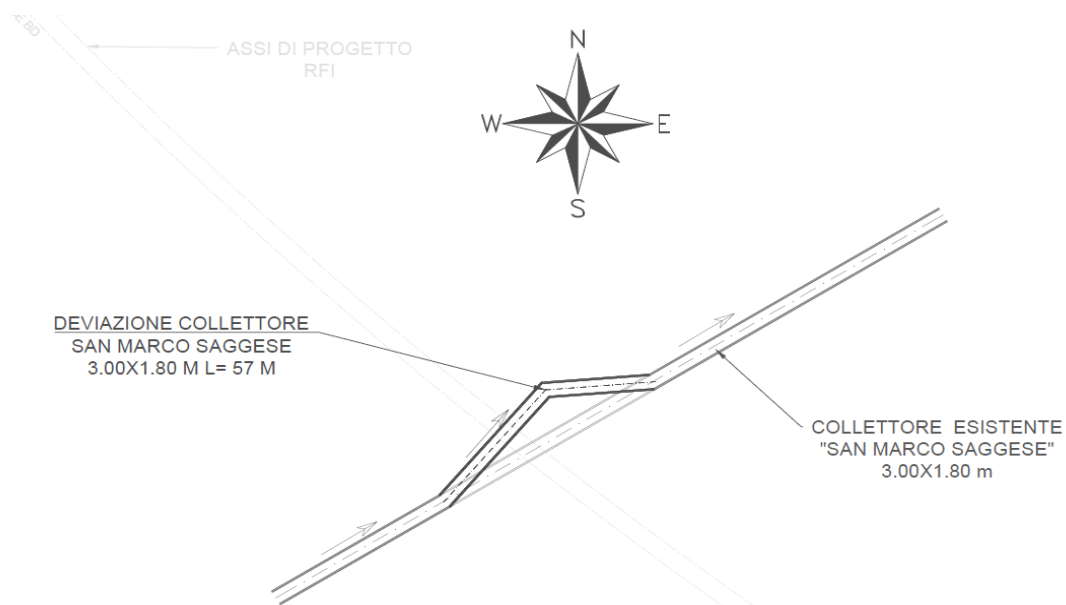 E BD
ASSI DI PROGETTO
RFI
N
W
E
S
DEVIAZIONE COLLETTORE
SAN MARCO SAGGESE
3.00X1.80 M L= 57 M
COLLETTORE ESISTENTE
"SAN MARCO SAGGESE"
3.00X1.80 m